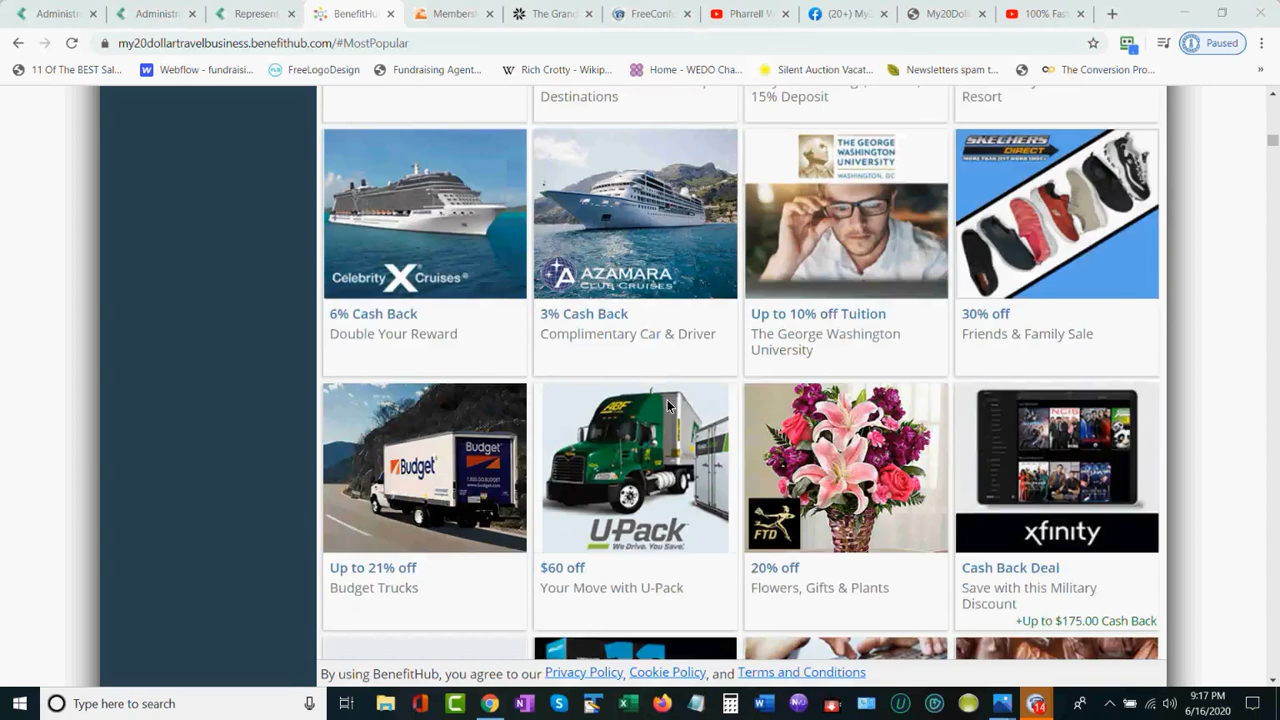 Administr
Administr
Represent
BenefitHu
Members
The Grand
FreeConf
Pharrell W
(20+) My2
My20Doll
100% Fas
my20dollartravelbusiness.benefithub.com/#MostPopular
Paused
11 Of The BEST Sal...
Webflow - fundraisi...
FreeLogoDesign
Fundraising Agent...
Rich Crotty - Wikip...
Home - WEDO Cha...
Silent Auction Vacat...
Newsletters spam t...
The Conversion Pro...
Destinations
15% Deposit
Resort
Celebrity X Cruises®
AZAMARA
CLUB CRUISES®
THE GEORGE
WASHINGTON
UNIVERSITY
WASHINGTON, DC
SKECHERS
DIRECT
6% Cash Back
Double Your Reward
3% Cash Back
Complimentary Car & Driver
Up to 10% off Tuition
The George Washington
University
30% off
Friends & Family Sale
Budget
Budget
ABF
U-Pack
We Drive. You Save.
FTD
xfinity
Up to 21% off
Budget Trucks
$60 off
Your Move with U-Pack
20% off
Flowers, Gifts & Plants
Cash Back Deal
Save with this Military
Discount
+Up to $175.00 Cash Back
By using BenefitHub, you agree to our Privacy Policy, Cookie Policy, and Terms and Conditions
Type here to search
14
9:17 PM
6/16/2020